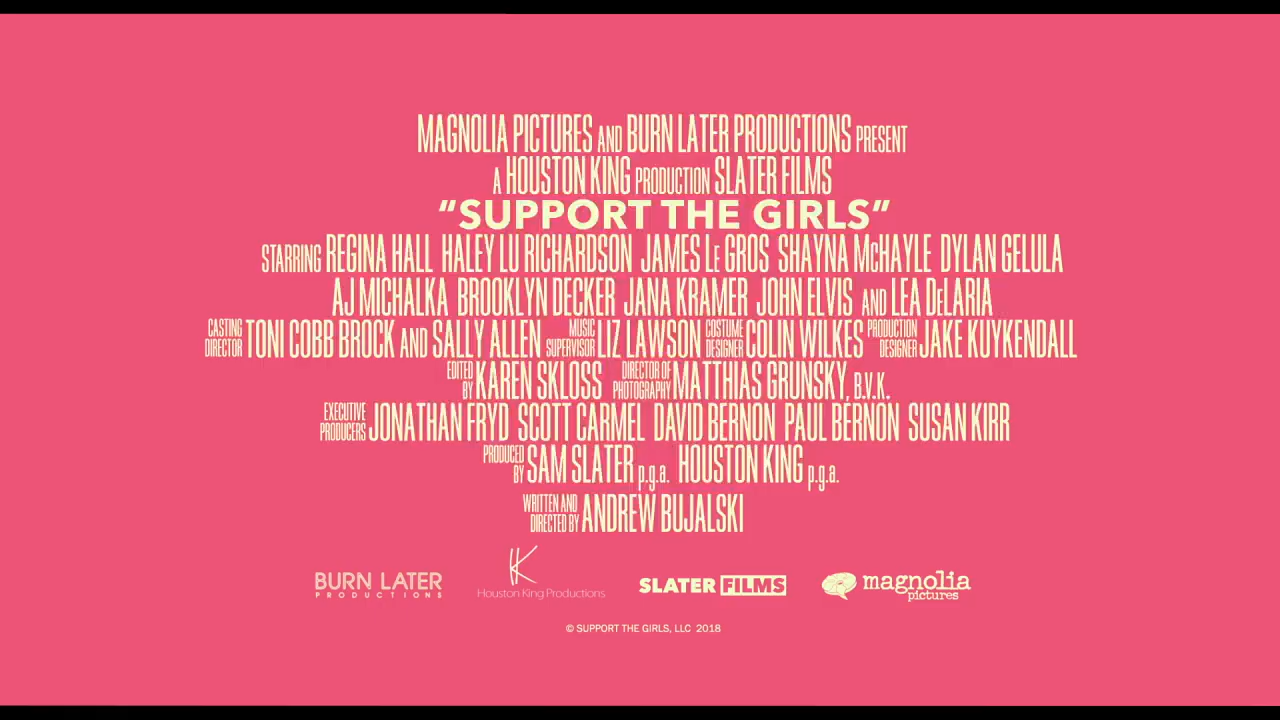 MAGNOLIA PICTURES AND BURN LATER PRODUCTIONS PRESENT
A HOUSTON KING PRODUCTION SLATER FILMS
“SUPPORT THE GIRLS”
STARRING REGINA HALL HALEY LU RICHARDSON JAMES LE GROS SHAYNA McHAYLE DYLAN GELULA
AJ MICHALKA BROOKLYN DECKER JANA KRAMER JOHN ELVIS AND LEA DeLARIA
CASTING DIRECTOR TONI COBB BROCK AND SALLY ALLEN MUSIC SUPERVISOR LIZ LAWSON COSTUME DESIGNER COLIN WILKES PRODUCTION DESIGNER JAKE KUYKENDALL
EDITED BY KAREN SKLOSS DIRECTOR OF PHOTOGRAPHY MATTHIAS GRUNSKY, B.V.K.
EXECUTIVE PRODUCERS JONATHAN FRYD SCOTT CARMEL DAVID BERNON PAUL BERNON SUSAN KIRR
PRODUCED BY SAM SLATER p.g.a. HOUSTON KING p.g.a.
WRITTEN AND DIRECTED BY ANDREW BUJALSKI
BURN LATER
PRODUCTIONS
HK
Houston King Productions
SLATER FILMS
magnolia
pictures
© SUPPORT THE GIRLS, LLC 2018